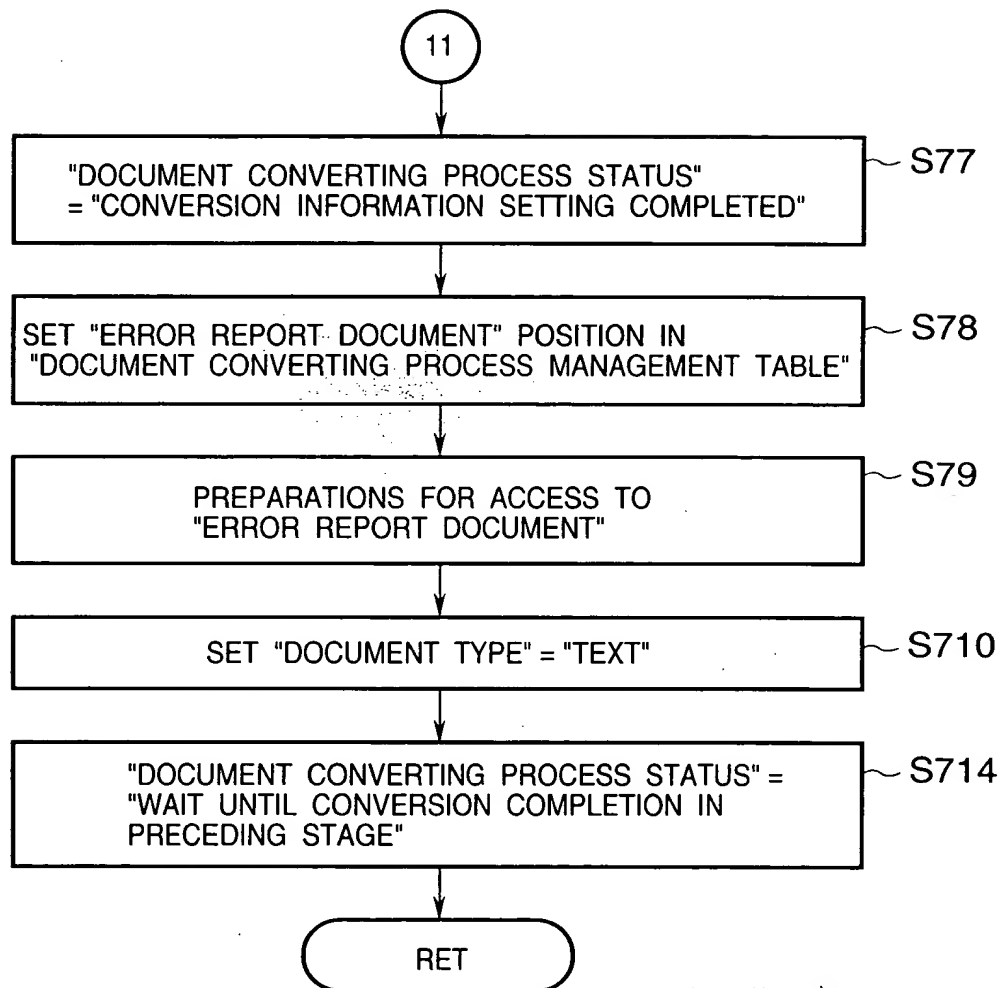 11
"DOCUMENT CONVERTING PROCESS STATUS"
= "CONVERSION INFORMATION SETTING COMPLETED"
S77
SET "ERROR REPORT DOCUMENT" POSITION IN
"DOCUMENT CONVERTING PROCESS MANAGEMENT TABLE"
S78
PREPARATIONS FOR ACCESS TO
"ERROR REPORT DOCUMENT"
S79
SET "DOCUMENT TYPE" = "TEXT"
S710
"DOCUMENT CONVERTING PROCESS STATUS" =
"WAIT UNTIL CONVERSION COMPLETION IN
PRECEDING STAGE"
S714
RET